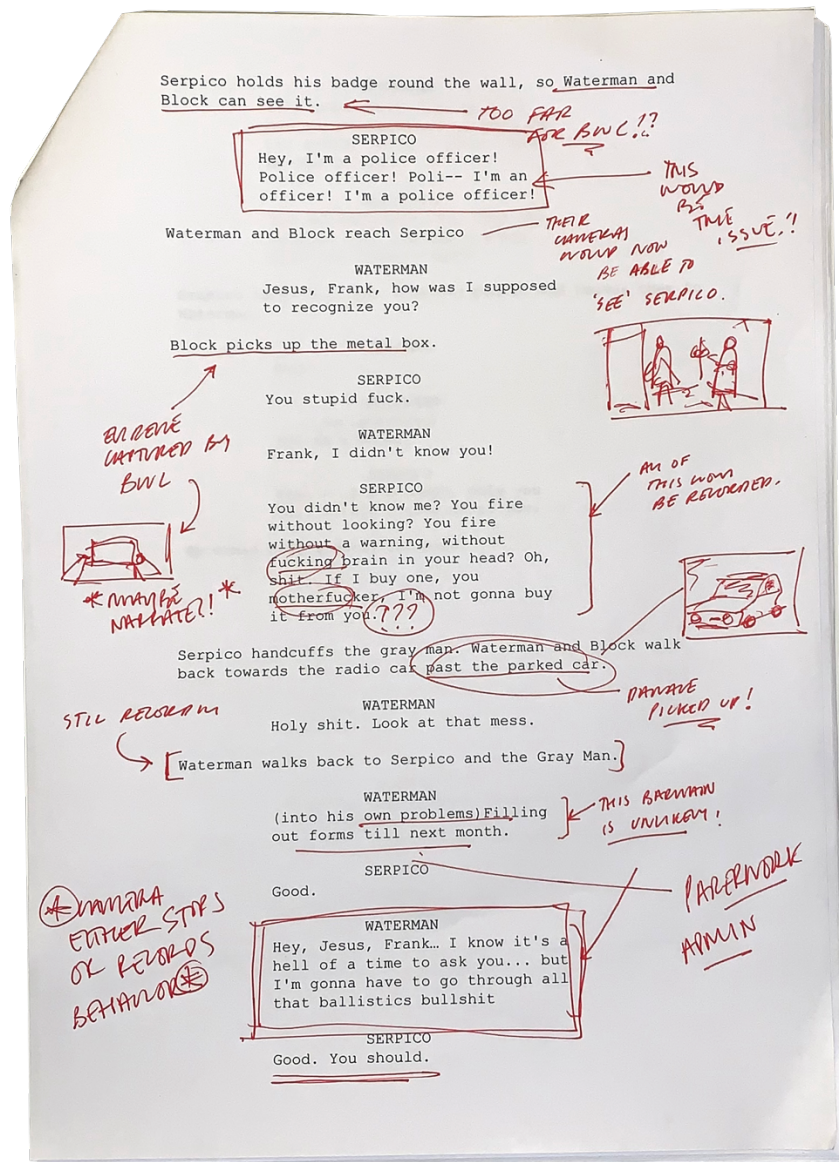 Serpico holds his badge round the wall, so Waterman and
Block can see it.
TOO FAR
FOR BWC!??
SERPICO
Hey, I'm a police officer!
Police officer! Poli-- I'm an
officer! I'm a police officer!
THIS
WOULD
BE
THE
ISSUE!!
Waterman and Block reach Serpico
THEIR
CAMERAS
WOULD NOW
BE ABLE TO
'SEE' SERPICO.
WATERMAN
Jesus, Frank, how was I supposed
to recognize you?
Block picks up the metal box.
SERPICO
You stupid fuck.
CAPTURED BY
BWC
WATERMAN
Frank, I didn't know you!
SERPICO
You didn't know me? You fire
without looking? You fire
without a warning, without
fucking brain in your head? Oh,
shit. If I buy one, you
motherfucker, I'm not gonna buy
it from you.
???
ALL OF
THIS WOULD
BE RECORDED.
*MAYBE
NARRATE?!*
Serpico handcuffs the gray man. Waterman and Block walk
back towards the radio car past the parked car.
DAMAGE
PICKED UP!
WATERMAN
Holy shit. Look at that mess.
STILL RECORDING
[Waterman walks back to Serpico and the Gray Man.]
WATERMAN
(into his own problems)Filling
out forms till next month.
THIS
IS UNLIKELY!
SERPICO
Good.
PAPERWORK
ADMIN
*CAMERA
EITHER STOPS
OR RECORDS
BEHAVIOR*
WATERMAN
Hey, Jesus, Frank… I know it's a
hell of a time to ask you... but
I'm gonna have to go through all
that ballistics bullshit
SERPICO
Good. You should.